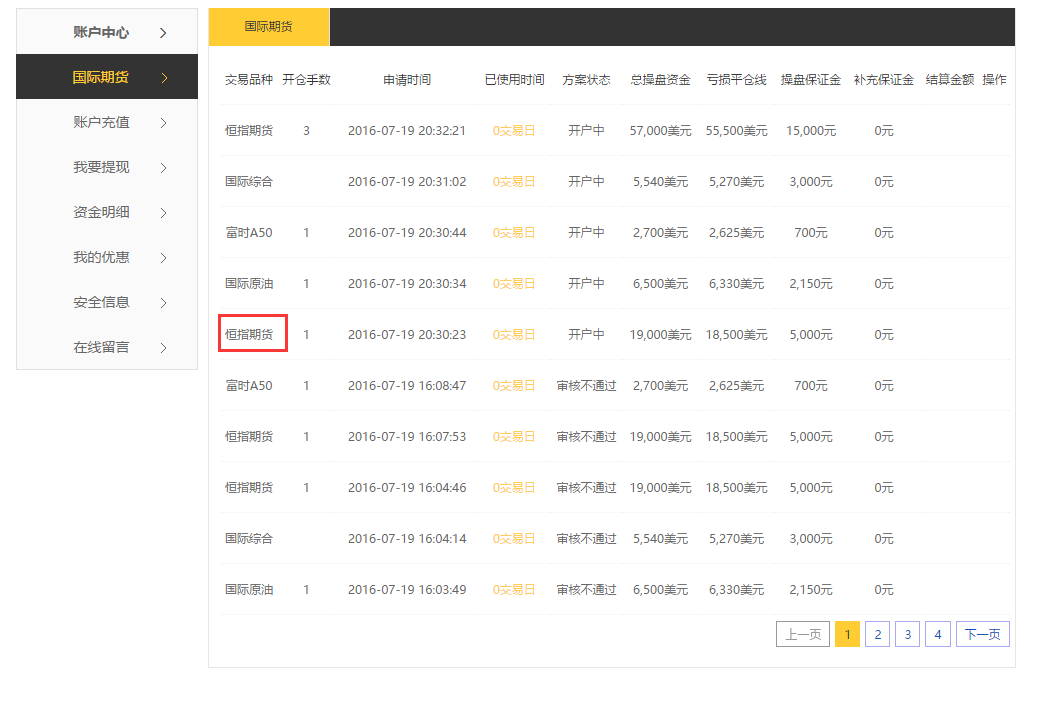 账户中心
国际期货
账户充值
我要提现
资金明细
我的优惠
安全信息
在线留言
国际期货
交易品种 开仓手数 申请时间 已使用时间 方案状态 总操盘资金 亏损平仓线 操盘保证金 补充保证金 结算金额 操作
恒指期货 3 2016-07-19 20:32:21 0交易日 开户中 57,000美元 55,500美元 15,000元 0元
国际综合 2016-07-19 20:31:02 0交易日 开户中 5,540美元 5,270美元 3,000元 0元
富时A50 1 2016-07-19 20:30:44 0交易日 开户中 2,700美元 2,625美元 700元 0元
国际原油 1 2016-07-19 20:30:34 0交易日 开户中 6,500美元 6,330美元 2,150元 0元
恒指期货 1 2016-07-19 20:30:23 0交易日 开户中 19,000美元 18,500美元 5,000元 0元
富时A50 1 2016-07-19 16:08:47 0交易日 审核不通过 2,700美元 2,625美元 700元 0元
恒指期货 1 2016-07-19 16:07:53 0交易日 审核不通过 19,000美元 18,500美元 5,000元 0元
恒指期货 1 2016-07-19 16:04:46 0交易日 审核不通过 19,000美元 18,500美元 5,000元 0元
国际综合 2016-07-19 16:04:14 0交易日 审核不通过 5,540美元 5,270美元 3,000元 0元
国际原油 1 2016-07-19 16:03:49 0交易日 审核不通过 6,500美元 6,330美元 2,150元 0元
上一页 1 2 3 4 下一页